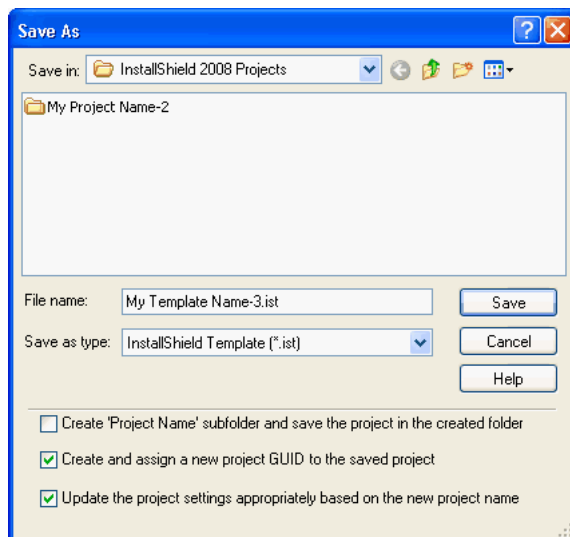 Save As
Save in: InstallShield 2008 Projects
My Project Name-2
File name: My Template Name-3.ist Save
Save as type: InstallShield Template (*.ist) Cancel
Help
Create 'Project Name' subfolder and save the project in the created folder
Create and assign a new project GUID to the saved project
Update the project settings appropriately based on the new project name